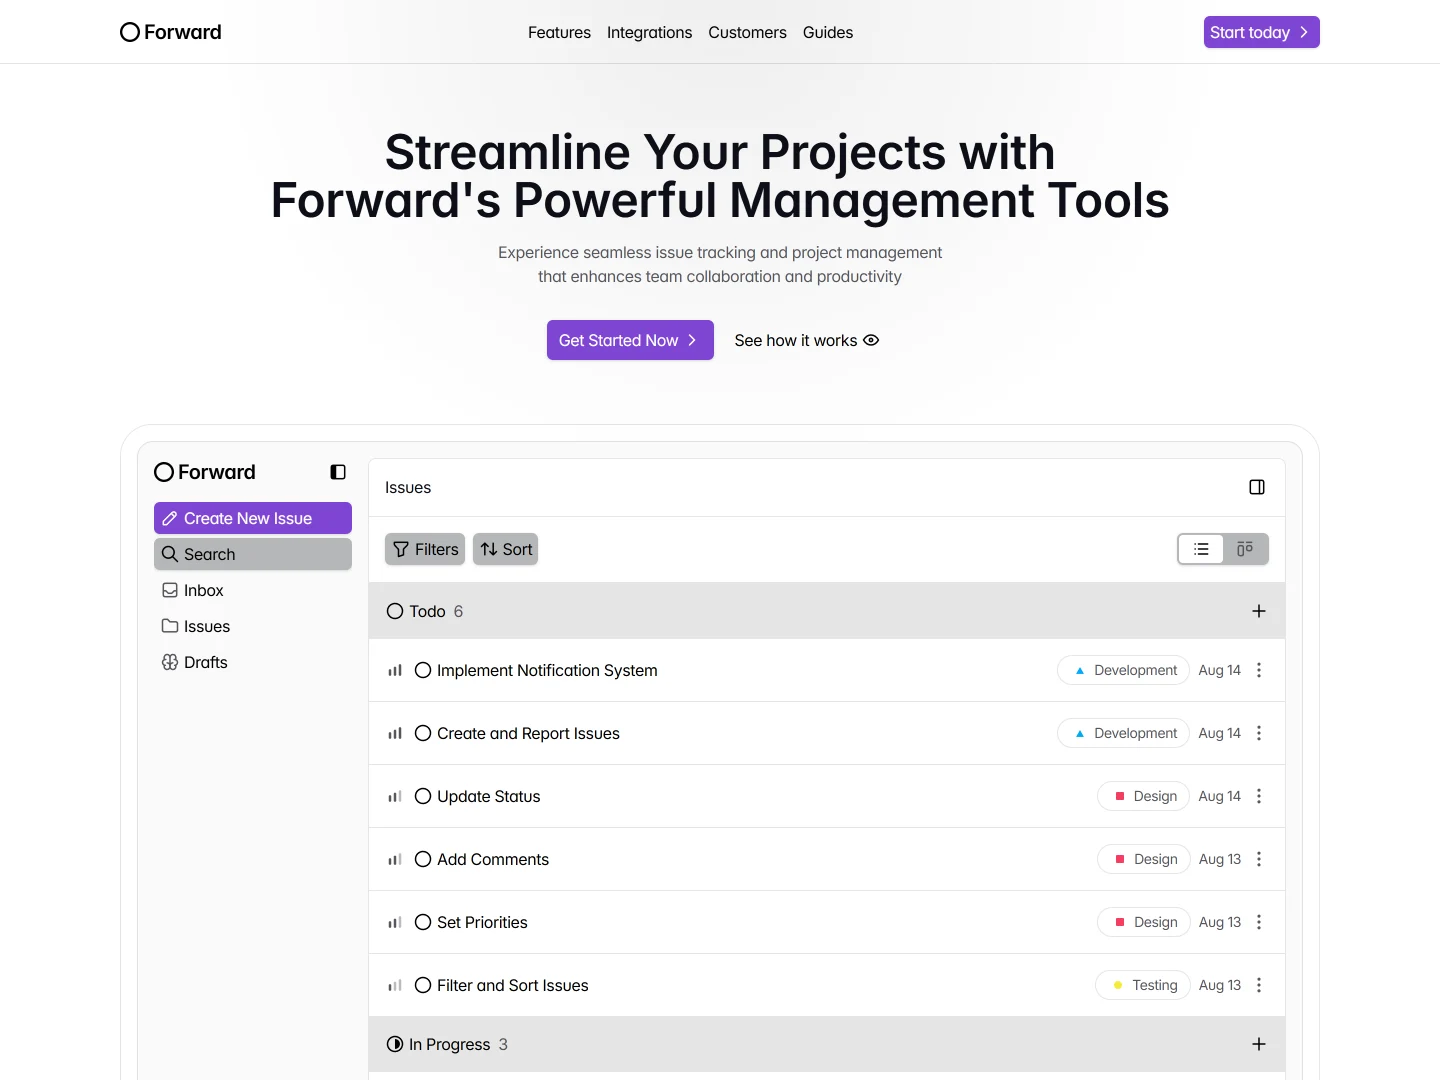 Forward
Features Integrations Customers Guides
Start today
Streamline Your Projects with
Forward's Powerful Management Tools
Experience seamless issue tracking and project management
that enhances team collaboration and productivity
Get Started Now
See how it works
Forward
Create New Issue
Search
Inbox
Issues
Drafts
Issues
Filters Sort
Todo 6
Implement Notification System Development Aug 14
Create and Report Issues Development Aug 14
Update Status Design Aug 14
Add Comments Design Aug 13
Set Priorities Design Aug 13
Filter and Sort Issues Testing Aug 13
In Progress 3